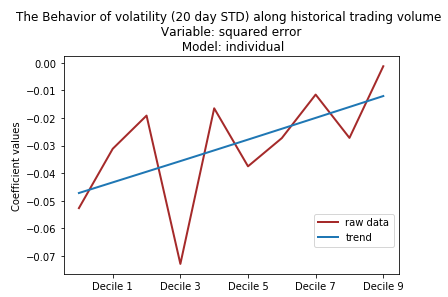 The Behavior of volatility (20 day STD) along historical trading volume
Variable: squared error
Model: individual
0.00
−0.01
−0.02
−0.03
−0.04
−0.05
−0.06
−0.07
Coefficient values
raw data
trend
Decile 1
Decile 3
Decile 5
Decile 7
Decile 9